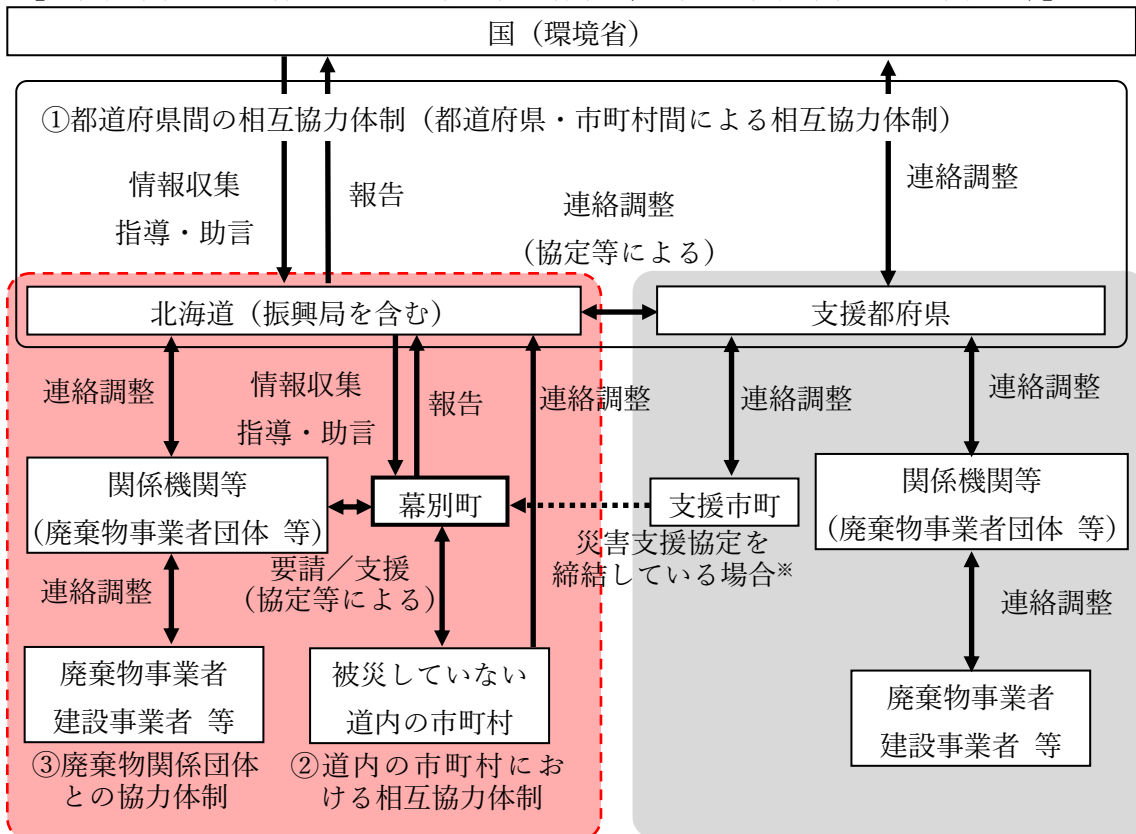 国（環境省）
①都道府県間の相互協力体制（都道府県・市町村間による相互協力体制）
情報収集
指導・助言
報告
連絡調整
（協定等による）
連絡調整
北海道（振興局を含む）
支援都府県
連絡調整
情報収集
指導・助言
報告
連絡調整
連絡調整
連絡調整
関係機関等
(廃棄物事業者団体 等)
幕別町
支援市町
関係機関等
(廃棄物事業者団体 等)
災害支援協定を
締結している場合※
連絡調整
要請／支援
（協定等による）
連絡調整
廃棄物事業者
建設事業者 等
被災していない
道内の市町村
廃棄物事業者
建設事業者 等
③廃棄物関係団体
との協力体制
②道内の市町村にお
ける相互協力体制